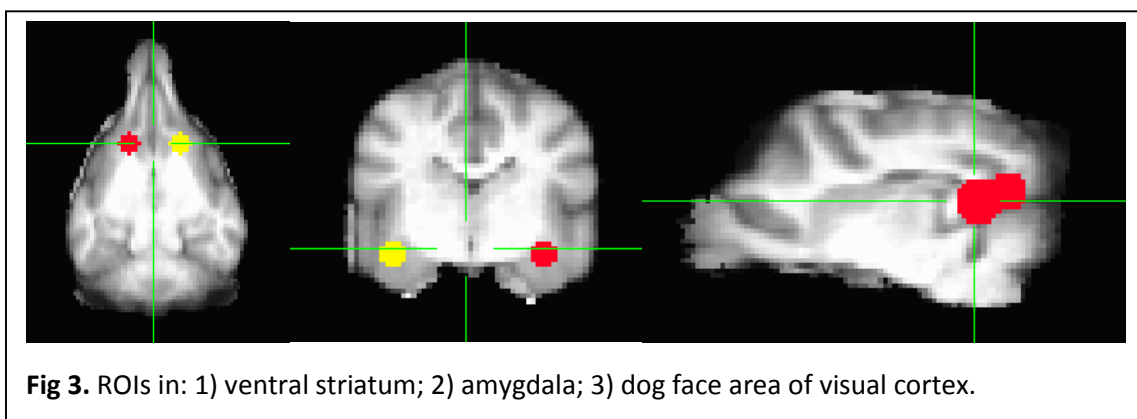 Fig 3. ROIs in: 1) ventral striatum; 2) amygdala; 3) dog face area of visual cortex.